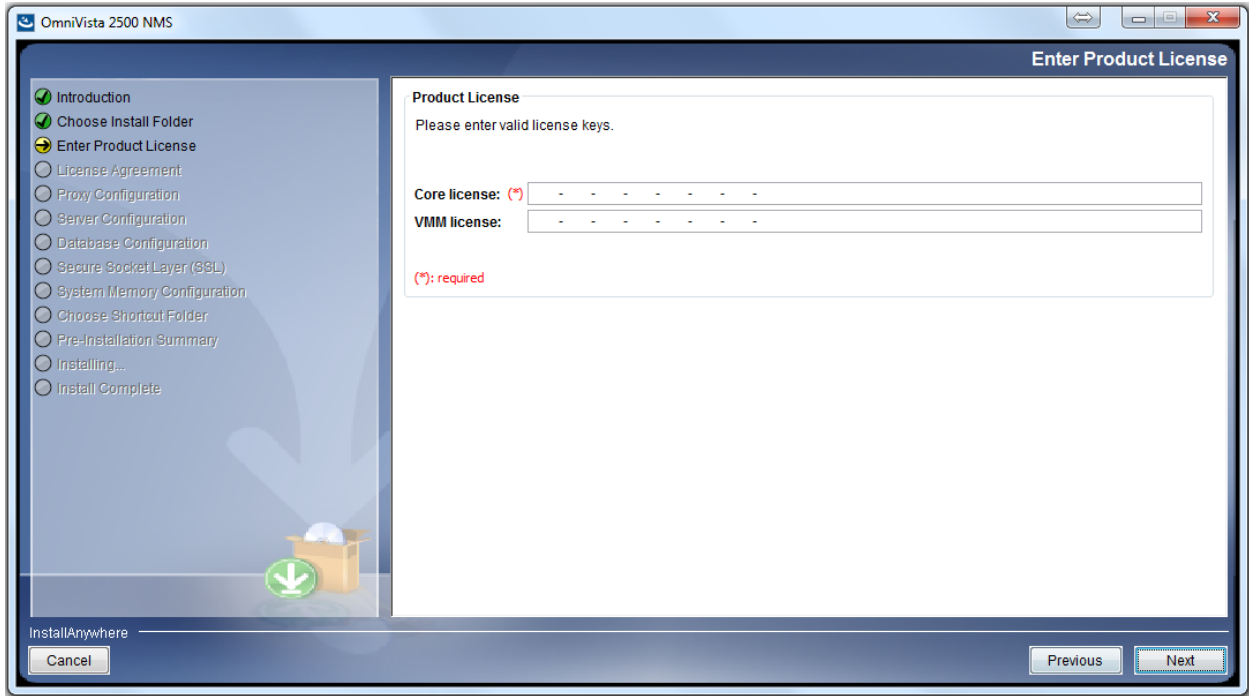 OmniVista 2500 NMS
Enter Product License
Introduction
Choose Install Folder
Enter Product License
License Agreement
Proxy Configuration
Server Configuration
Database Configuration
Secure Socket Layer (SSL)
System Memory Configuration
Choose Shortcut Folder
Pre-Installation Summary
Installing...
Install Complete
Product License
Please enter valid license keys.
Core license: (*) - - - - - - -
VMM license: - - - - - - -
(*): required
InstallAnywhere
Cancel
Previous
Next